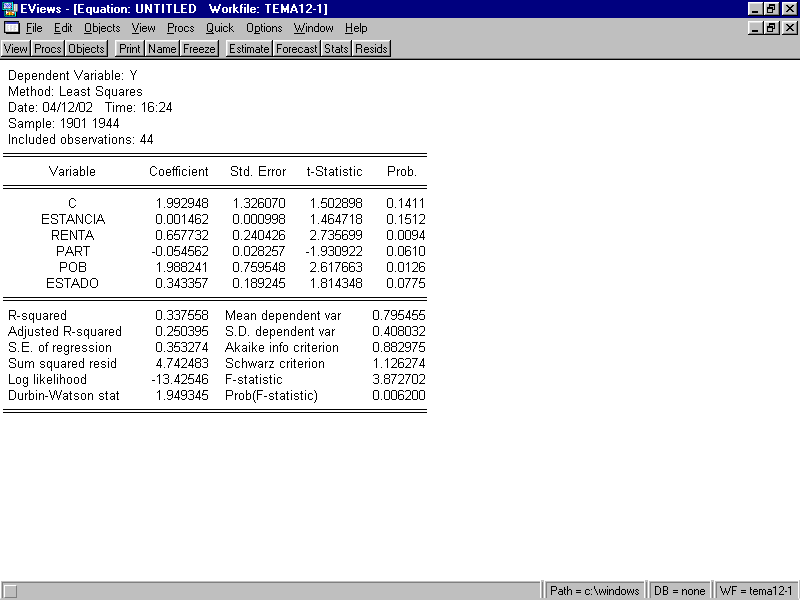 EViews - [Equation: UNTITLED   Workfile: TEMA12-1]
File Edit Objects View Procs Quick Options Window Help
View Procs Objects Print Name Freeze Estimate Forecast Stats Resids
Dependent Variable: Y
Method: Least Squares
Date: 04/12/02   Time: 16:24
Sample: 1901 1944
Included observations: 44
Variable Coefficient Std. Error t-Statistic Prob.
C 1.992948 1.326070 1.502898 0.1411
ESTANCIA 0.001462 0.000998 1.464718 0.1512
RENTA 0.657732 0.240426 2.735699 0.0094
PART -0.054562 0.028257 -1.930922 0.0610
POB 1.988241 0.759548 2.617663 0.0126
ESTADO 0.343357 0.189245 1.814348 0.0775
R-squared 0.337558 Mean dependent var 0.795455
Adjusted R-squared 0.250395 S.D. dependent var 0.408032
S.E. of regression 0.353274 Akaike info criterion 0.882975
Sum squared resid 4.742483 Schwarz criterion 1.126274
Log likelihood -13.42546 F-statistic 3.872702
Durbin-Watson stat 1.949345 Prob(F-statistic) 0.006200
Path = c:\windows DB = none WF = tema12-1